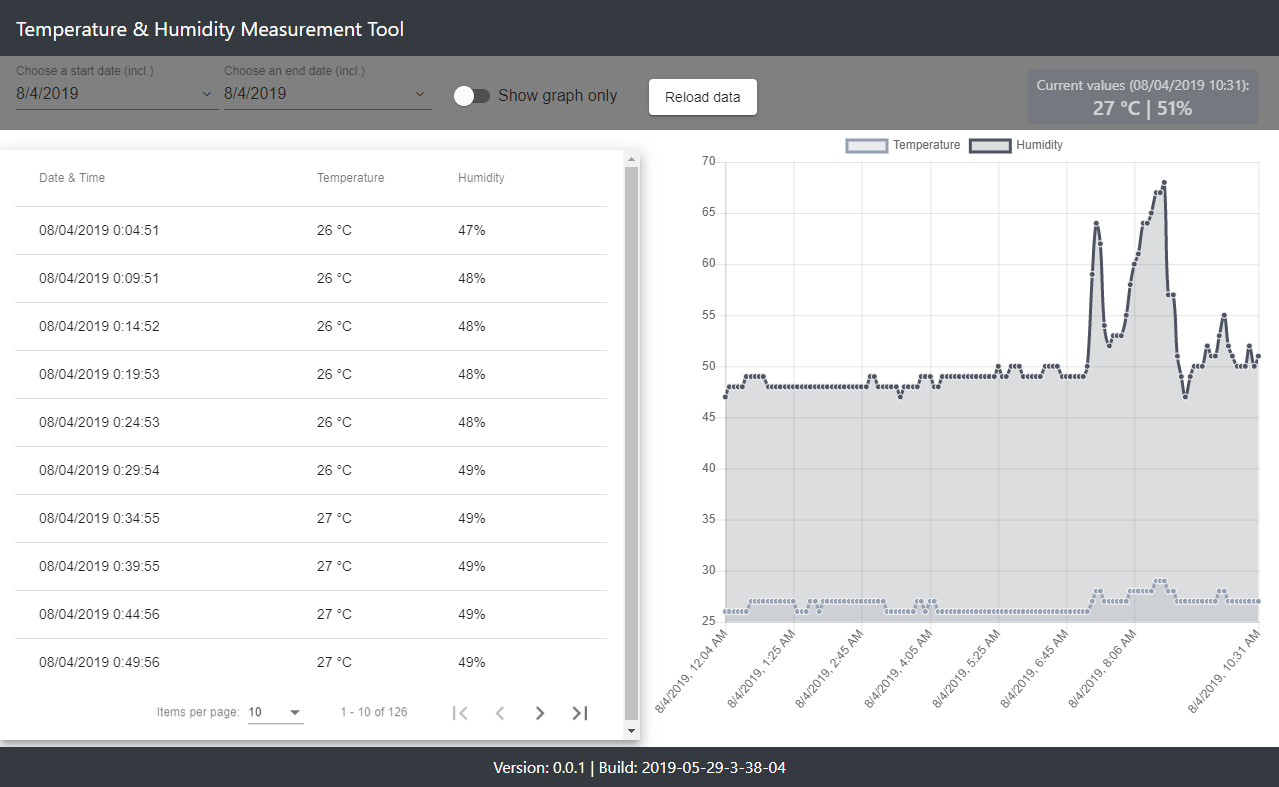 Temperature & Humidity Measurement Tool
Choose a start date (incl.)
8/4/2019
Choose an end date (incl.)
8/4/2019
Show graph only
Reload data
Current values (08/04/2019 10:31):
27 °C | 51%
Date & Time Temperature Humidity
08/04/2019 0:04:51 26 °C 47%
08/04/2019 0:09:51 26 °C 48%
08/04/2019 0:14:52 26 °C 48%
08/04/2019 0:19:53 26 °C 48%
08/04/2019 0:24:53 26 °C 48%
08/04/2019 0:29:54 26 °C 49%
08/04/2019 0:34:55 27 °C 49%
08/04/2019 0:39:55 27 °C 49%
08/04/2019 0:44:56 27 °C 49%
08/04/2019 0:49:56 27 °C 49%
Items per page: 10 1 - 10 of 126
Temperature Humidity
70
65
60
55
50
45
40
35
30
25
8/4/2019, 12:04 AM
8/4/2019, 1:25 AM
8/4/2019, 2:45 AM
8/4/2019, 4:05 AM
8/4/2019, 5:25 AM
8/4/2019, 6:45 AM
8/4/2019, 8:06 AM
8/4/2019, 10:31 AM
Version: 0.0.1 | Build: 2019-05-29-3-38-04